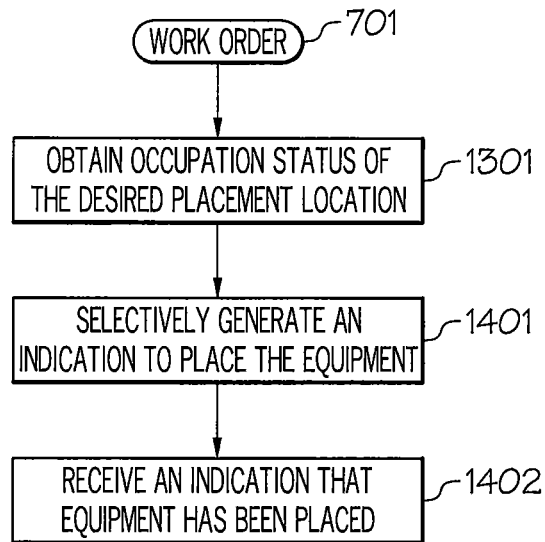 WORK ORDER
701
OBTAIN OCCUPATION STATUS OF
THE DESIRED PLACEMENT LOCATION
1301
SELECTIVELY GENERATE AN
INDICATION TO PLACE THE EQUIPMENT
1401
RECEIVE AN INDICATION THAT
EQUIPMENT HAS BEEN PLACED
1402